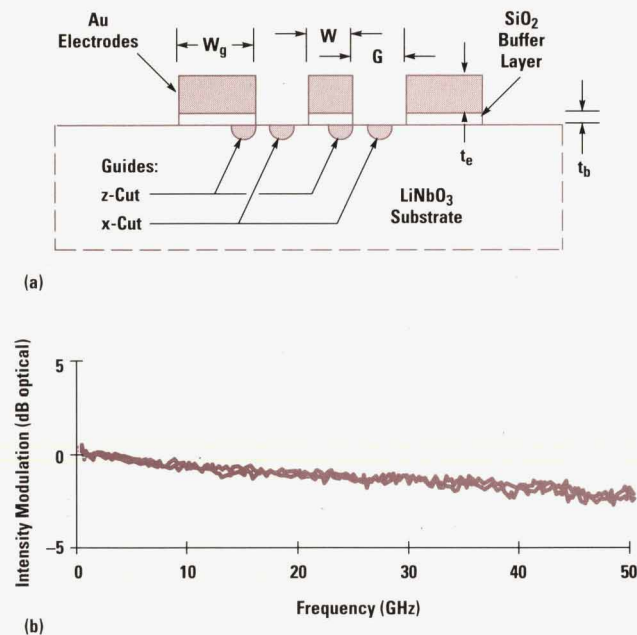 Au
Electrodes
W_g
W
G
SiO₂
Buffer
Layer
t_e
t_b
Guides:
z-Cut
x-Cut
LiNbO₃
Substrate
(a)
Intensity Modulation (dB optical)
5
0
–5
0
10
20
30
40
50
Frequency (GHz)
(b)